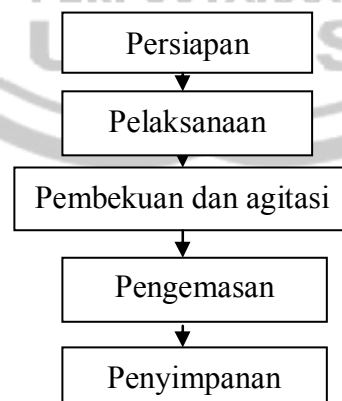 Persiapan
Pelaksanaan
Pembekuan dan agitasi
Pengemasan
Penyimpanan